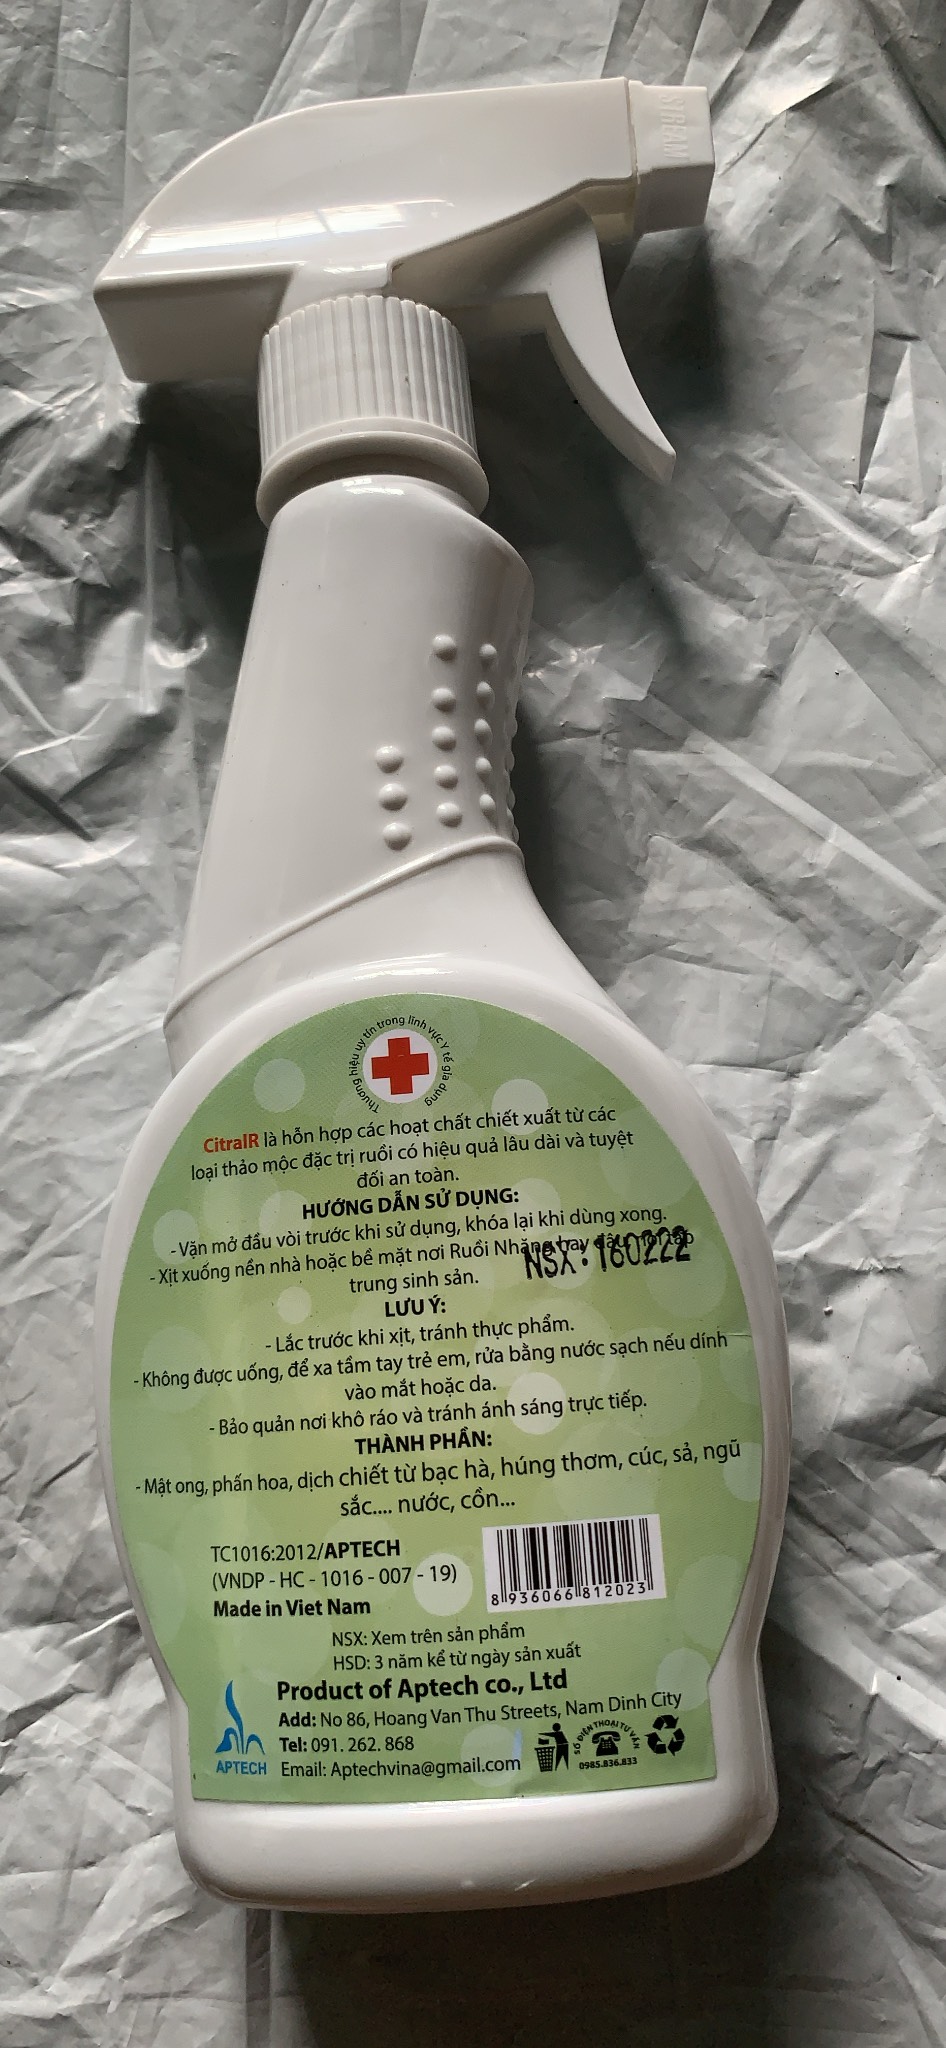 STREAM
Thương hiệu uy tín trong lĩnh vực Y tế gia dụng
CitralR là hỗn hợp các hoạt chất chiết xuất từ các
loại thảo mộc đặc trị ruồi có hiệu quả lâu dài và tuyệt
đối an toàn.
HƯỚNG DẪN SỬ DỤNG:
- Vặn mở đầu vòi trước khi sử dụng, khóa lại khi dùng xong.
- Xịt xuống nền nhà hoặc bề mặt nơi Ruồi Nhặng hay đậu, nơi tập
NSX: 160222
trung sinh sản.
LƯU Ý:
- Lắc trước khi xịt, tránh thực phẩm.
- Không được uống, để xa tầm tay trẻ em, rửa bằng nước sạch nếu dính
vào mắt hoặc da.
- Bảo quản nơi khô ráo và tránh ánh sáng trực tiếp.
THÀNH PHẦN:
- Mật ong, phấn hoa, dịch chiết từ bạc hà, húng thơm, cúc, sả, ngũ
sắc.... nước, cồn...
TC1016:2012/APTECH
(VNDP - HC - 1016 - 007 - 19)
Made in Viet Nam
8 936066 812023
NSX: Xem trên sản phẩm
HSD: 3 năm kể từ ngày sản xuất
Product of Aptech co., Ltd
Add: No 86, Hoang Van Thu Streets, Nam Dinh City
Tel: 091. 262. 868
Email: Aptechvina@gmail.com
APTECH
SỐ ĐIỆN THOẠI TƯ VẤN
0985.836.833